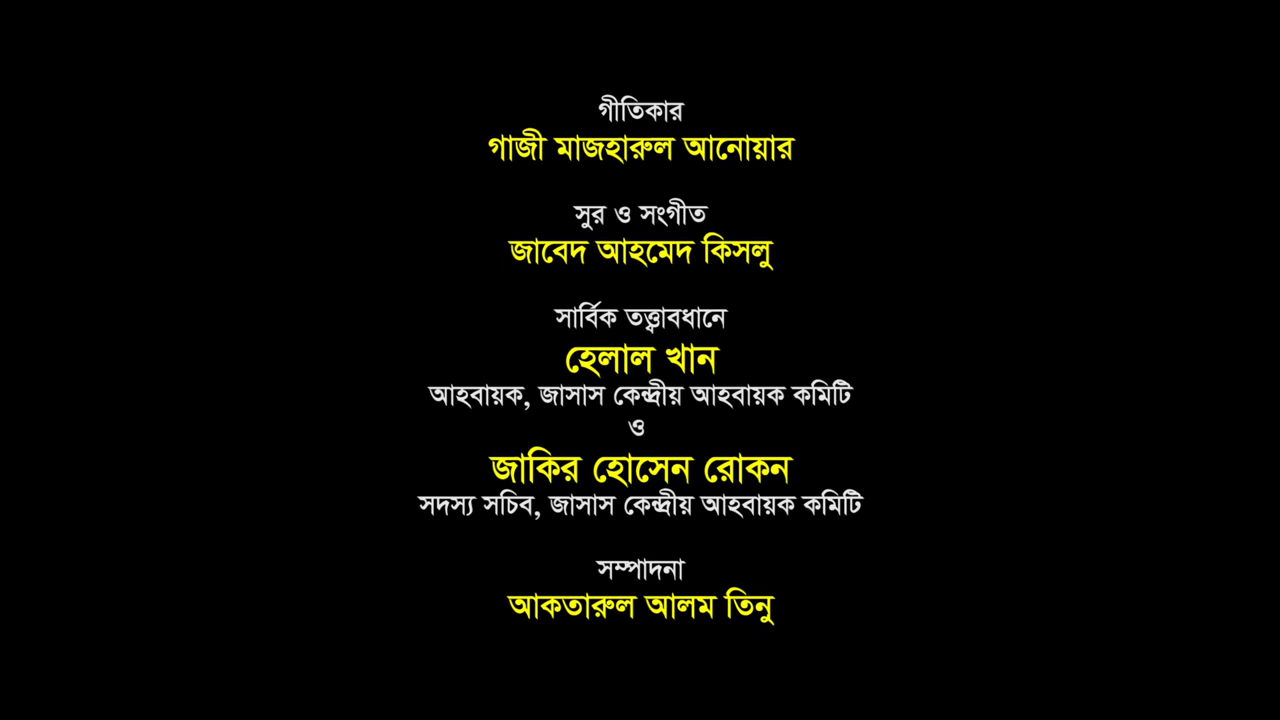 গীতিকার
গাজী মাজহারুল আনোয়ার
সুর ও সংগীত
জাবেদ আহমেদ কিসলু
সার্বিক তত্ত্বাবধানে
হেলাল খান
আহবায়ক, জাসাস কেন্দ্রীয় আহবায়ক কমিটি
ও
জাকির হোসেন রোকন
সদস্য সচিব, জাসাস কেন্দ্রীয় আহবায়ক কমিটি
সম্পাদনা
আকতারুল আলম তিনু